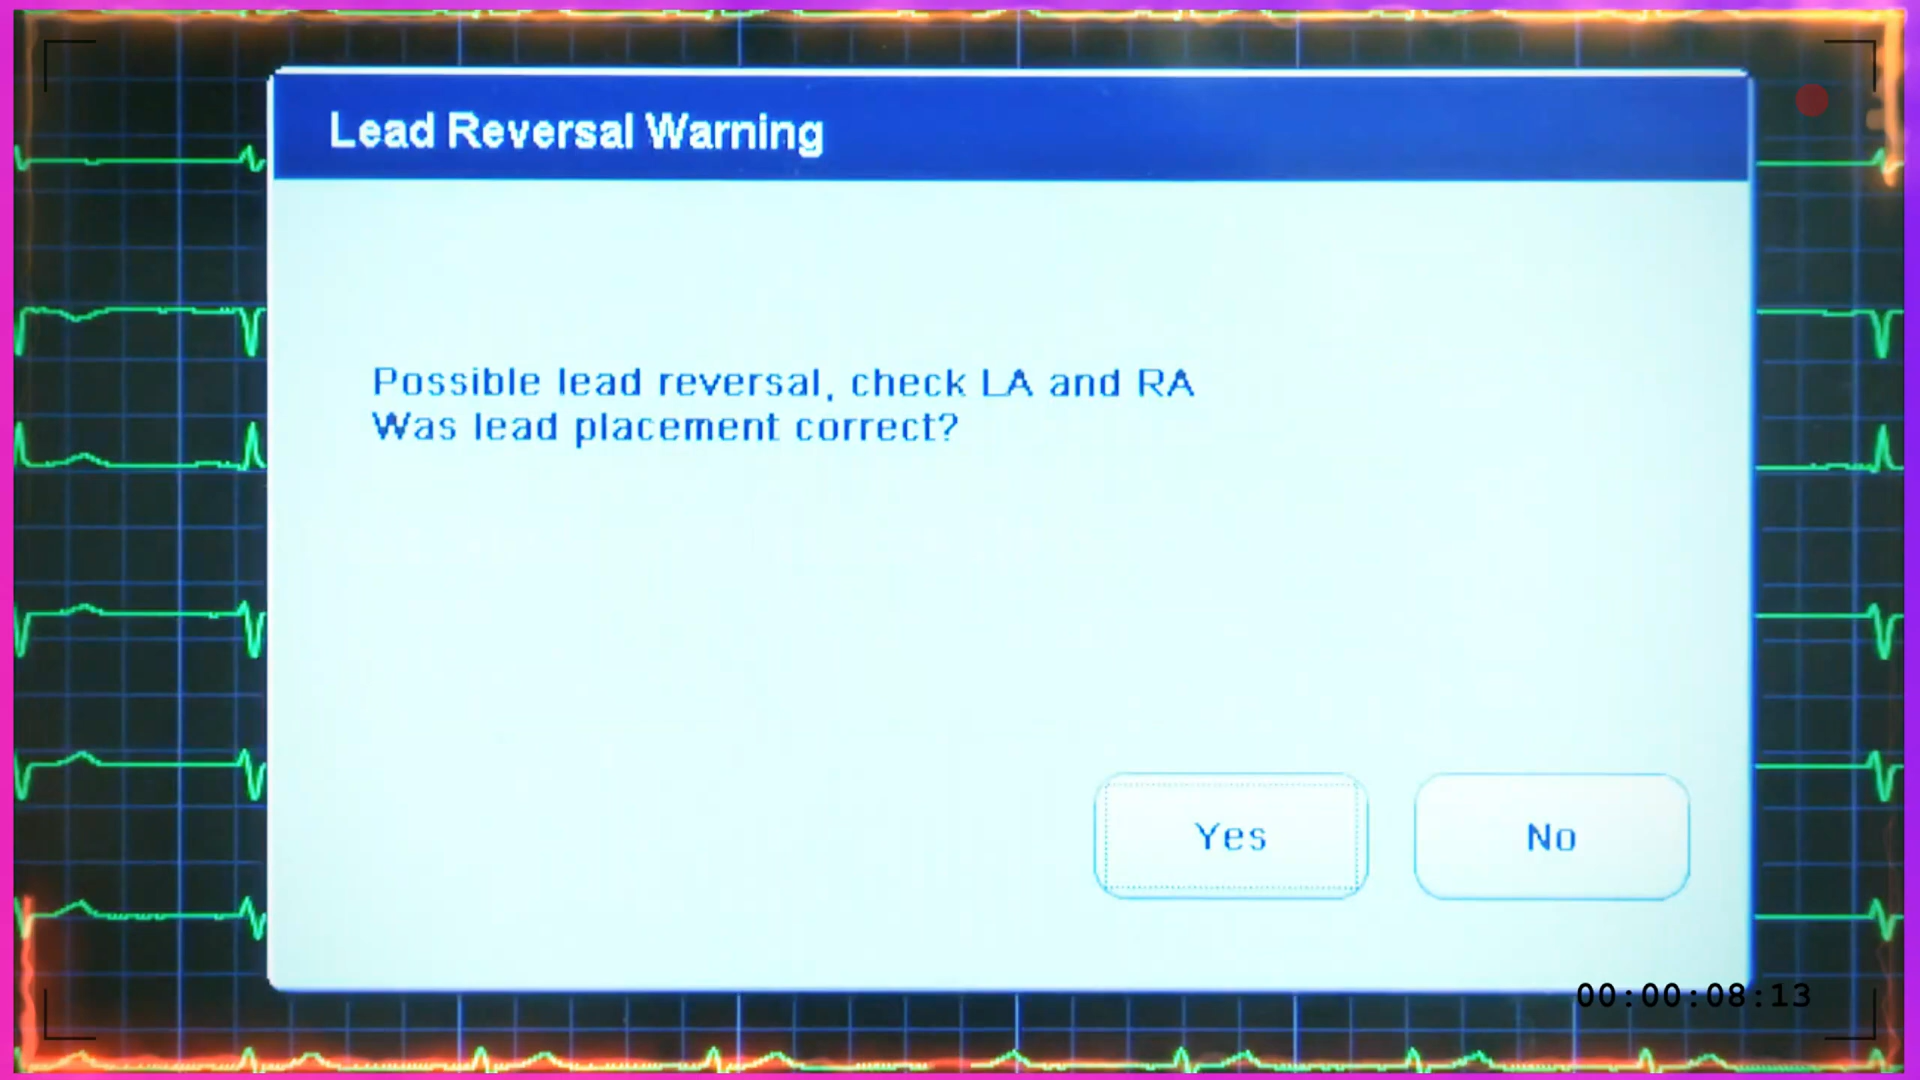 Lead Reversal Warning
Possible lead reversal, check LA and RA
Was lead placement correct?
Yes
No
00:00:08:13